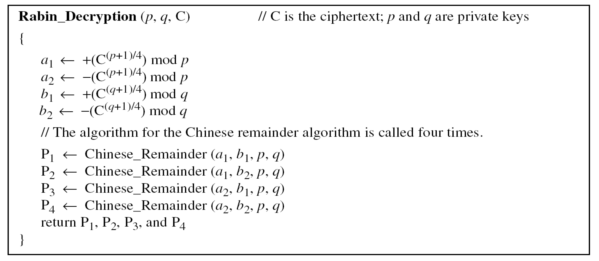 Rabin_Decryption (p, q, C) // C is the ciphertext; p and q are private keys
{
a₁ ← +(C^(p+1)/4) mod p
a₂ ← −(C^(p+1)/4) mod p
b₁ ← +(C^(q+1)/4) mod q
b₂ ← −(C^(q+1)/4) mod q
// The algorithm for the Chinese remainder algorithm is called four times.
P₁ ← Chinese_Remainder (a₁, b₁, p, q)
P₂ ← Chinese_Remainder (a₁, b₂, p, q)
P₃ ← Chinese_Remainder (a₂, b₁, p, q)
P₄ ← Chinese_Remainder (a₂, b₂, p, q)
return P₁, P₂, P₃, and P₄
}